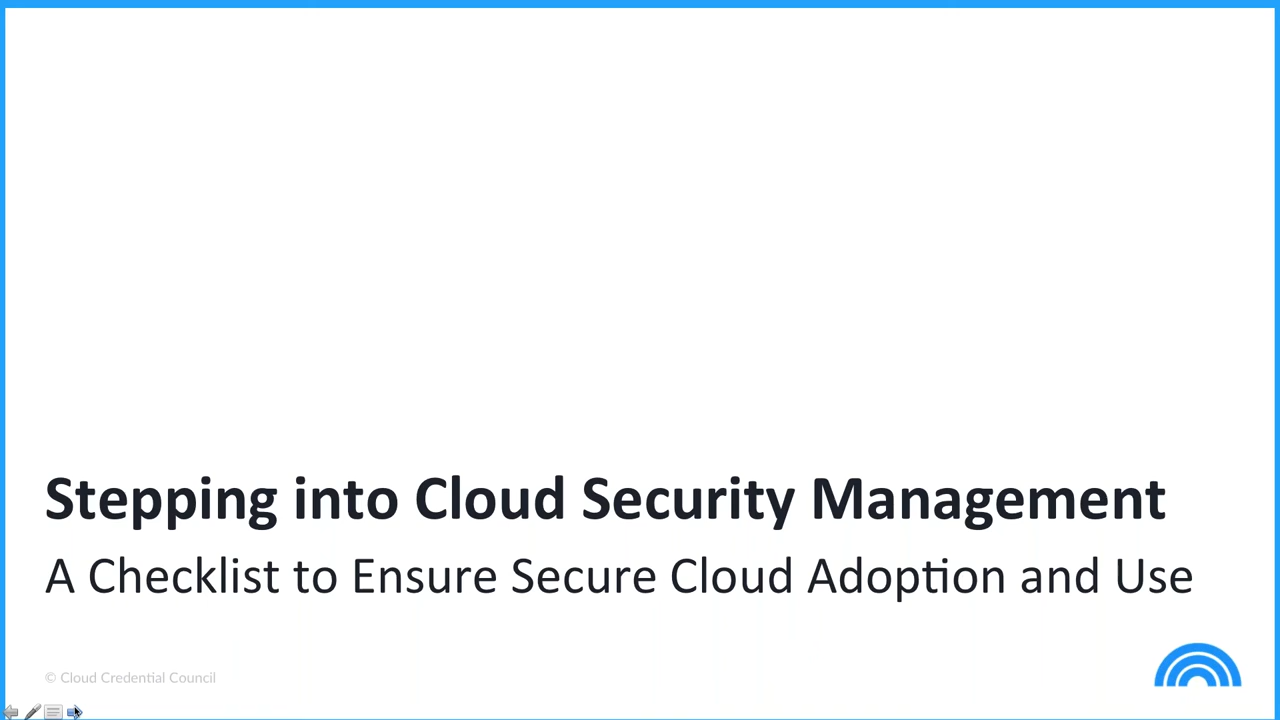 Stepping into Cloud Security Management
A Checklist to Ensure Secure Cloud Adoption and Use
© Cloud Credential Council